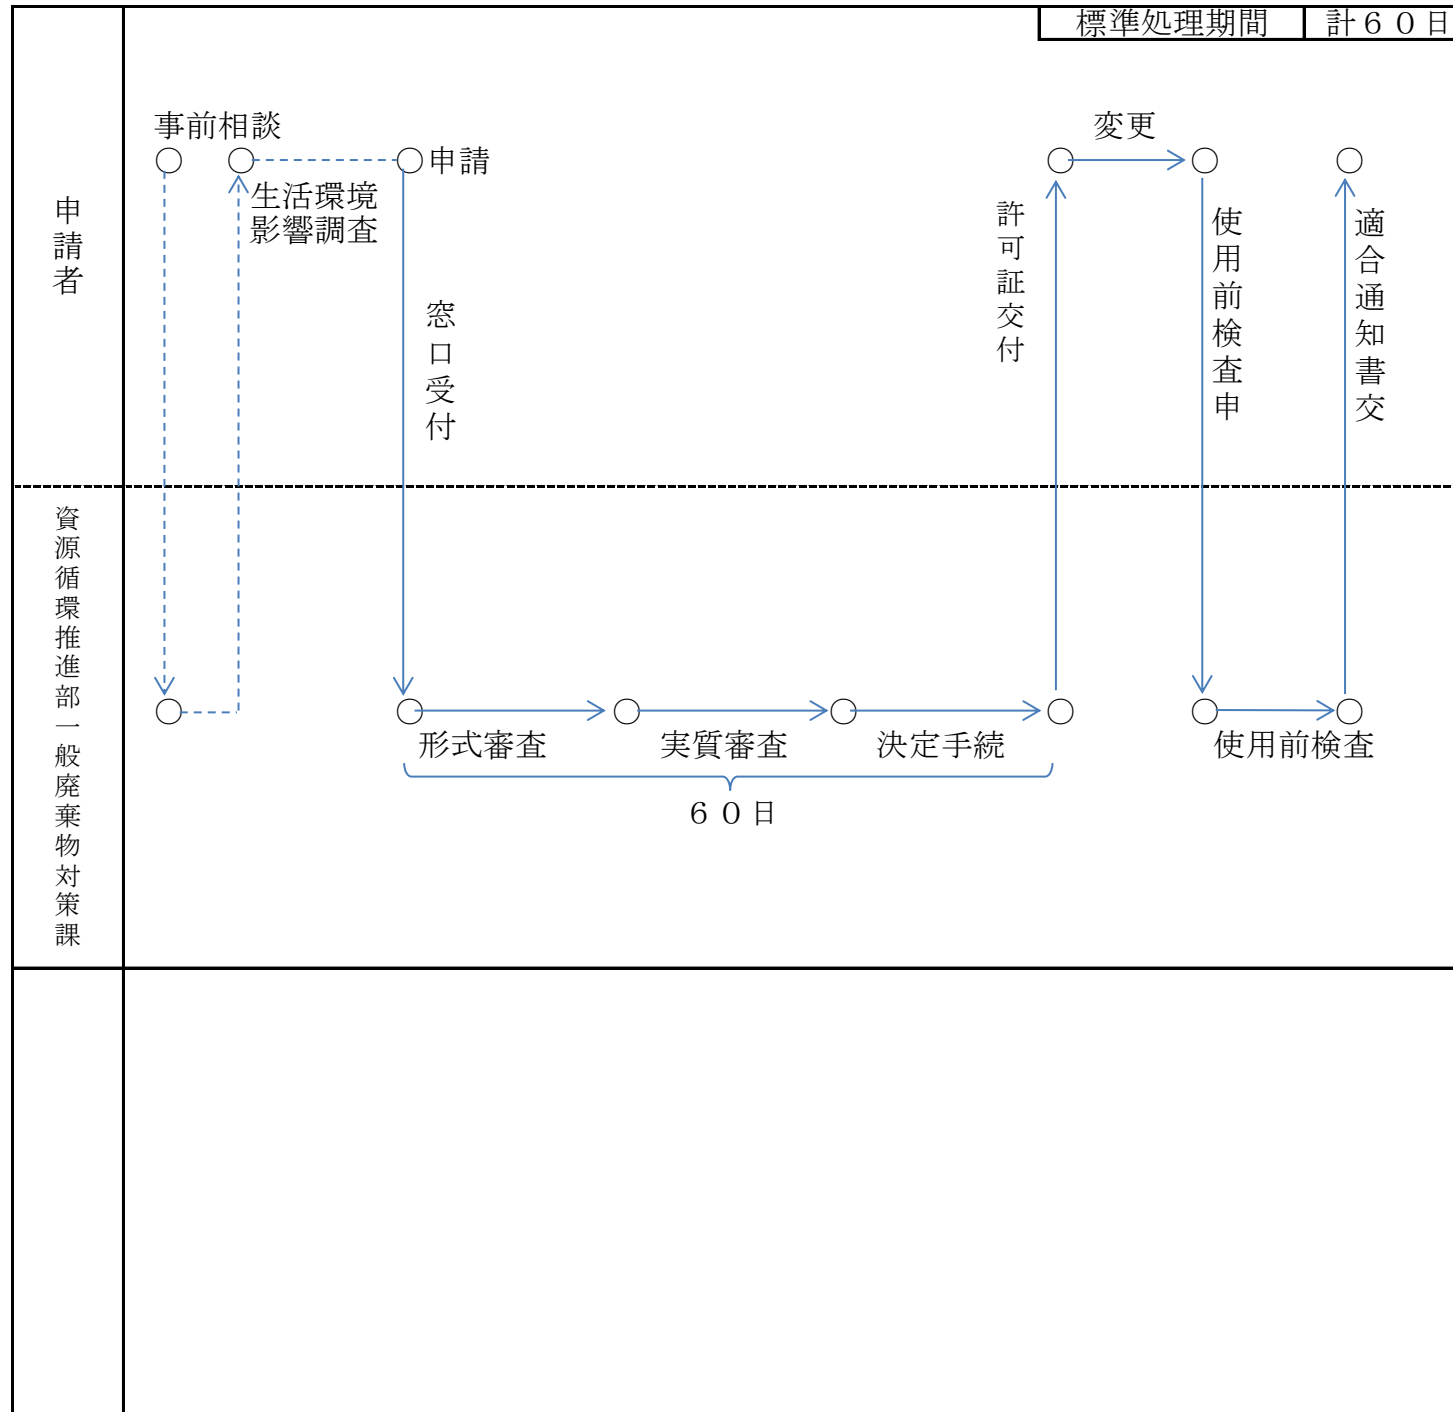 標準処理期間
計６０日
申請者
事前相談
申請
生活環境
影響調査
窓口受付
許可証交付
変更
使用前検査申
適合通知書交
資源循環推進部一般廃棄物対策課
形式審査
実質審査
決定手続
使用前検査
６０日